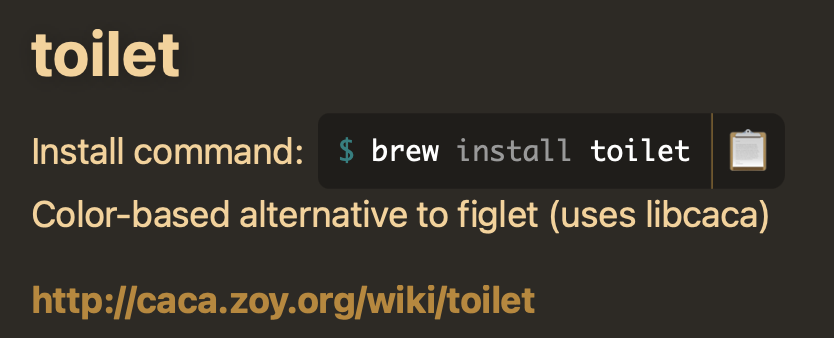 toilet
Install command: $ brew install toilet
Color-based alternative to figlet (uses libcaca)
http://caca.zoy.org/wiki/toilet